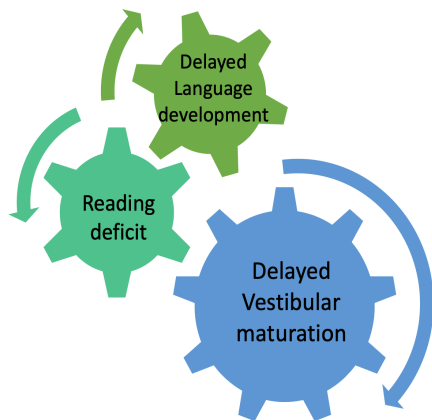 Delayed
Language
development
Reading
deficit
Delayed
Vestibular
maturation